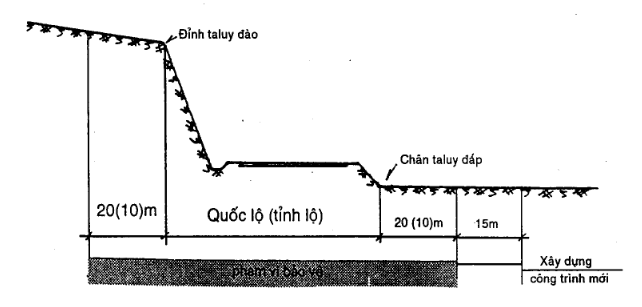 Đỉnh taluy đào
Chân taluy đắp
20(10)m
Quốc lộ (tỉnh lộ)
20 (10)m
15m
phạm vi bảo vệ
Xây dựng
công trình mới